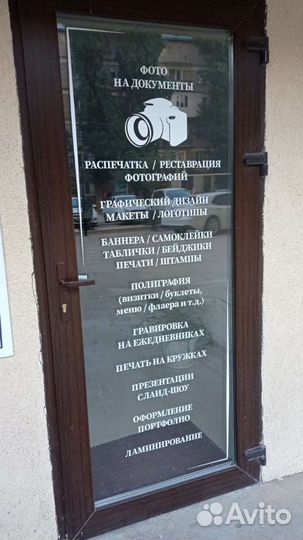 ФОТО
НА ДОКУМЕНТЫ
РАСПЕЧАТКА / РЕСТАВРАЦИЯ
ФОТОГРАФИЙ
ГРАФИЧЕСКИЙ ДИЗАЙН
МАКЕТЫ / ЛОГОТИПЫ
БАННЕРА / САМОКЛЕЙКИ
ТАБЛИЧКИ / БЕЙДЖИКИ
ПЕЧАТИ / ШТАМПЫ
ПОЛИГРАФИЯ
(визитки / буклеты,
меню / флаера и т.д.)
ГРАВИРОВКА
НА ЕЖЕДНЕВНИКАХ
ПЕЧАТЬ НА КРУЖКАХ
ПРЕЗЕНТАЦИИ
СЛАЙД-ШОУ
ОФОРМЛЕНИЕ
ПОРТФОЛИО
ЛАМИНИРОВАНИЕ
Avito